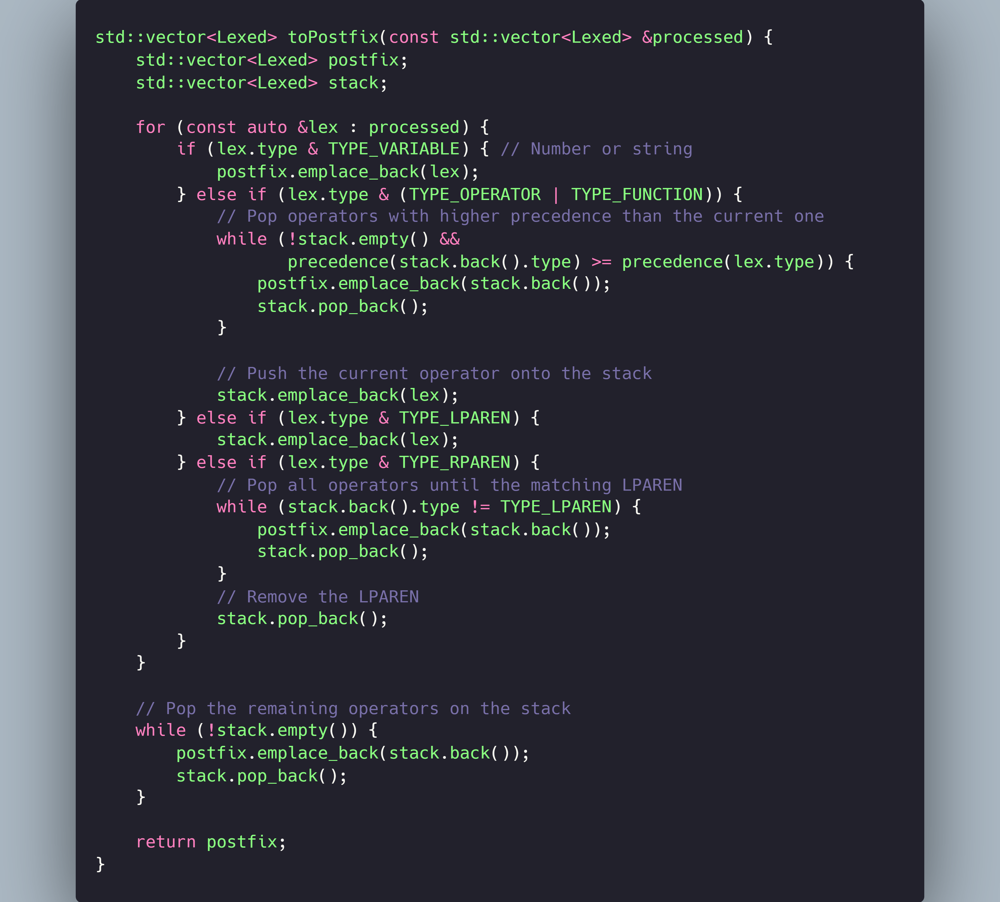 std::vector<Lexed> toPostfix(const std::vector<Lexed> &processed) {
    std::vector<Lexed> postfix;
    std::vector<Lexed> stack;

    for (const auto &lex : processed) {
        if (lex.type & TYPE_VARIABLE) { // Number or string
            postfix.emplace_back(lex);
        } else if (lex.type & (TYPE_OPERATOR | TYPE_FUNCTION)) {
            // Pop operators with higher precedence than the current one
            while (!stack.empty() &&
                   precedence(stack.back().type) >= precedence(lex.type)) {
                postfix.emplace_back(stack.back());
                stack.pop_back();
            }

            // Push the current operator onto the stack
            stack.emplace_back(lex);
        } else if (lex.type & TYPE_LPAREN) {
            stack.emplace_back(lex);
        } else if (lex.type & TYPE_RPAREN) {
            // Pop all operators until the matching LPAREN
            while (stack.back().type != TYPE_LPAREN) {
                postfix.emplace_back(stack.back());
                stack.pop_back();
            }
            // Remove the LPAREN
            stack.pop_back();
        }
    }

    // Pop the remaining operators on the stack
    while (!stack.empty()) {
        postfix.emplace_back(stack.back());
        stack.pop_back();
    }

    return postfix;
}